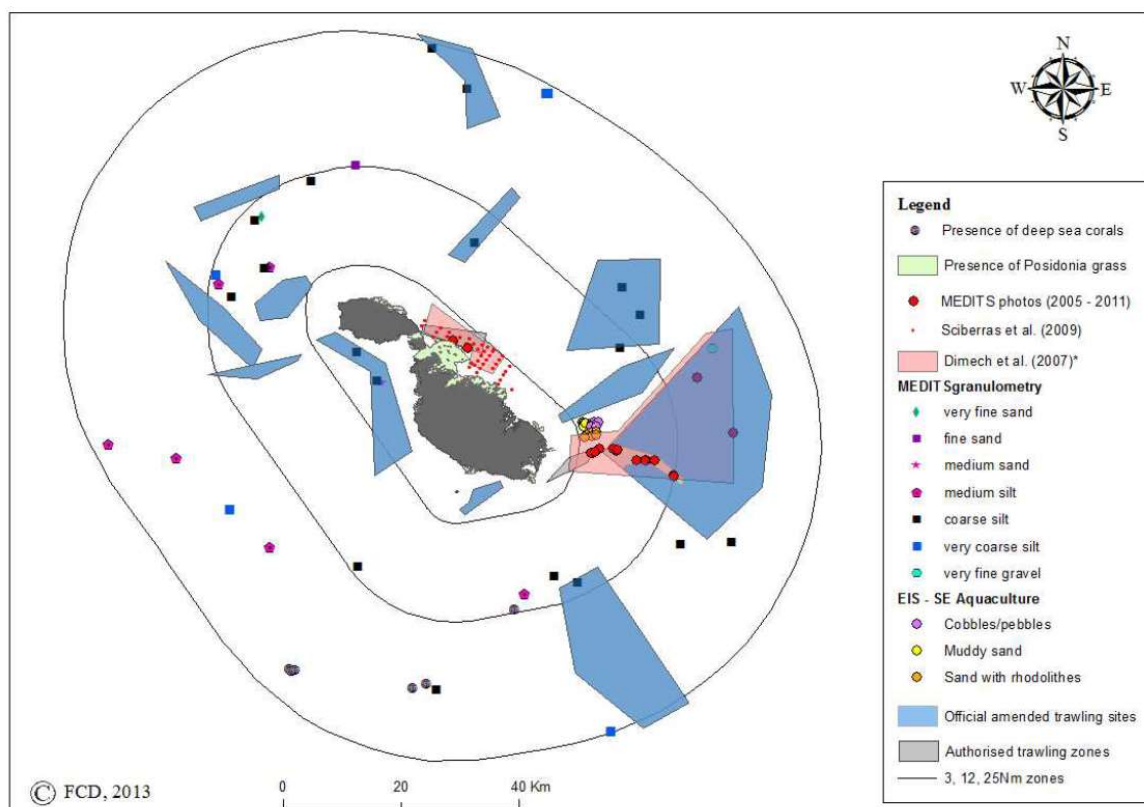 N
W E
S
Legend
Presence of deep sea corals
Presence of Posidonia grass
MEDITS photos (2005 - 2011)
Sciberras et al. (2009)
Dimech et al. (2007)*
MEDIT Sgranulometry
very fine sand
fine sand
medium sand
medium silt
coarse silt
very coarse silt
very fine gravel
EIS - SE Aquaculture
Cobbles/pebbles
Muddy sand
Sand with rhodolithes
Official amended trawling sites
Authorised trawling zones
3, 12, 25Nm zones
© FCD, 2013
0 20 40 Km